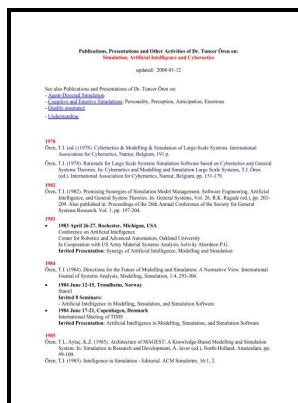 Publications, Presentations and Other Activities of Dr. Tuncer Ören on:
Simulation, Artificial Intelligence and Cybernetics
updated: 2008-01-12
See also Publications and Presentations of Dr. Tuncer Ören on:
- Agent-Directed Simulation
- Cognitive and Emotive Simulations: Personality, Perception, Anticipation, Emotions
- Quality assurance
- Understanding
1978
Ören, T.I. (ed.) (1978). Cybernetics & Modelling & Simulation of Large-Scale Systems. International
Association for Cybernetics, Namur, Belgium, 191 p.
Ören, T.I. (1978). Rationale for Large Scale Systems Simulation Software based on Cybernetics and General
Systems Theories. In: Cybernetics and Modelling and Simulation of Large Scale Systems, T.I. Ören
(ed.). International Association for Cybernetics, Namur, Belgium, pp. 151-179.
1982
Ören, T.I. (1982). Promising Synergies of Simulation Model Management, Software Engineering, Artificial
Intelligence, and General System Theories. In: General Systems, Vol. 26, R.K. Ragade (ed.), pp. 203-
209. Also published in: Proceedings of the 26th Annual Conference of the Society for General
Systems Research, Vol. 1, pp. 197-204.
1983
• 1983 April 26-27, Rochester, Michigan, USA
Conference on Artificial Intelligence
Center for Robotics and Advanced Automation, Oakland University
In Cooperation with US Army Material Systems Analysis Activity Aberdeen P.G.
Invited Presentation: Synergy of Artificial Intelligence, Modelling and Simulation
1984
Ören, T.I. (1984). Directions for the Future of Modelling and Simulation: A Normative View. International
Journal of Systems Analysis, Modelling, Simulation, 1:4, 293-306.
• 1984 June 12-15, Trondheim, Norway
Statoil
Invited 8 Seminars:
- Artificial Intelligence in Modelling, Simulation, and Simulation Software
• 1984 June 17-21, Copenhagen, Denmark
International Meeting of TIMS
Invited Presentation: Artificial Intelligence in Modelling, Simulation, and Simulation Software
1985
Ören, T.I., Aytaç, K.Z. (1985). Architecture of MAGEST: A Knowledge-Based Modelling and Simulation
System. In: Simulation in Research and Development, A. Javor (ed.), North-Holland, Amsterdam, pp.
99-109.
Ören, T.I. (1985). Intelligence in Simulation - Editorial. ACM Simuletter, 16:1, 2.